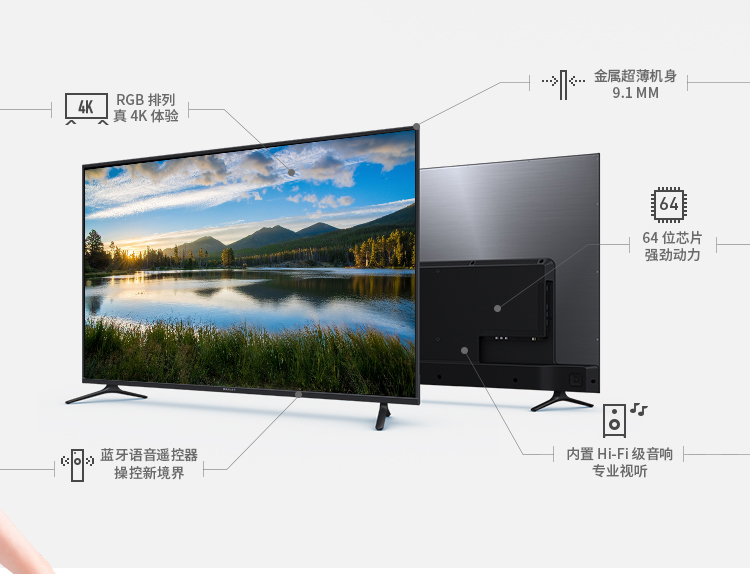 4K
RGB 排列
真 4K 体验
金属超薄机身
9.1 MM
64
64 位芯片
强劲动力
蓝牙语音遥控器
操控新境界
内置 Hi-Fi 级音响
专业视听